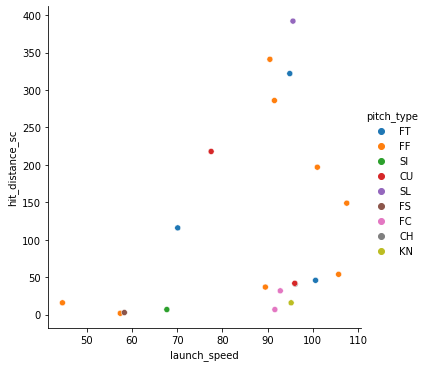 400
350
300
250
200
150
100
50
0
hit_distance_sc
50
60
70
80
90
100
110
launch_speed
pitch_type
FT
FF
SI
CU
SL
FS
FC
CH
KN